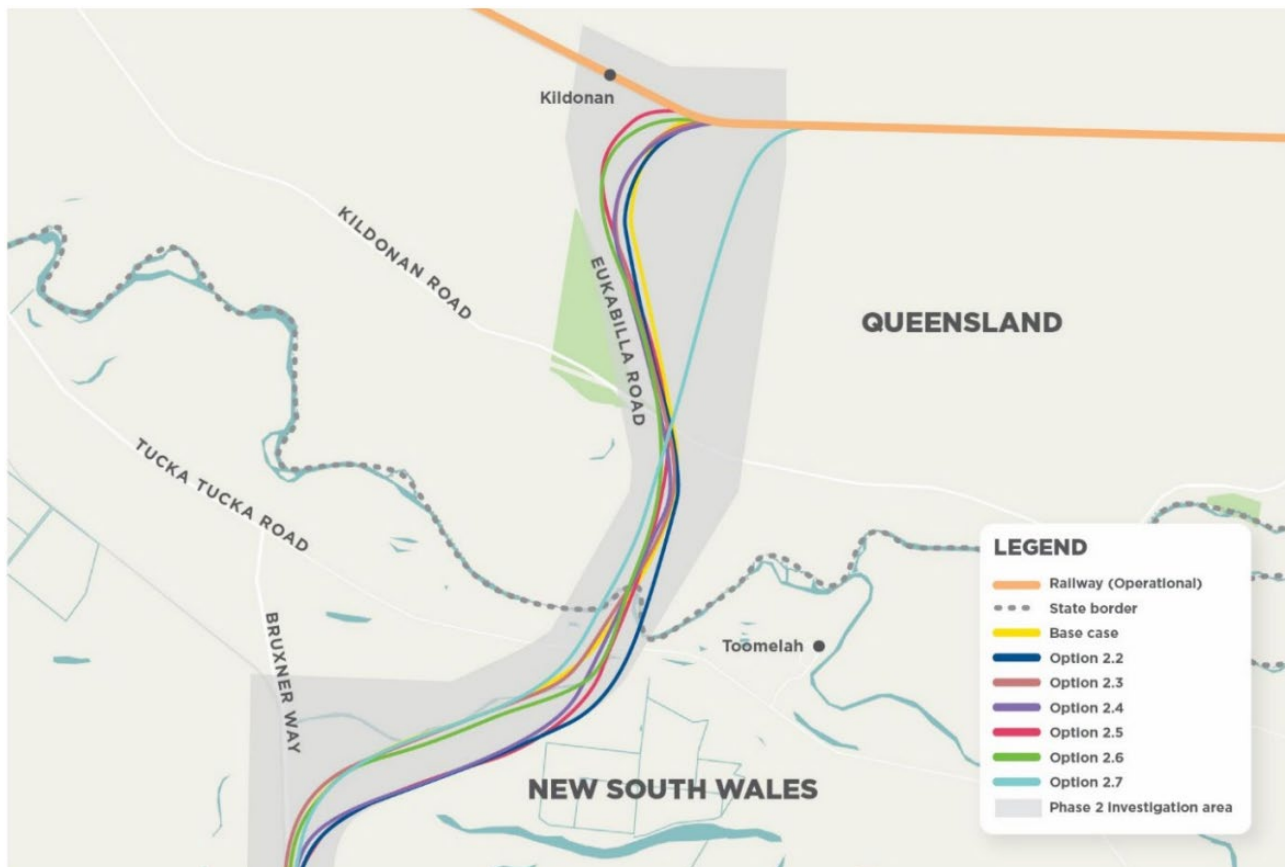 Kildonan
KILDONAN ROAD
EUKABILLA ROAD
QUEENSLAND
TUCKA TUCKA ROAD
BRUXNER WAY
Toomelah
NEW SOUTH WALES
LEGEND
Railway (Operational)
State border
Base case
Option 2.2
Option 2.3
Option 2.4
Option 2.5
Option 2.6
Option 2.7
Phase 2 Investigation area